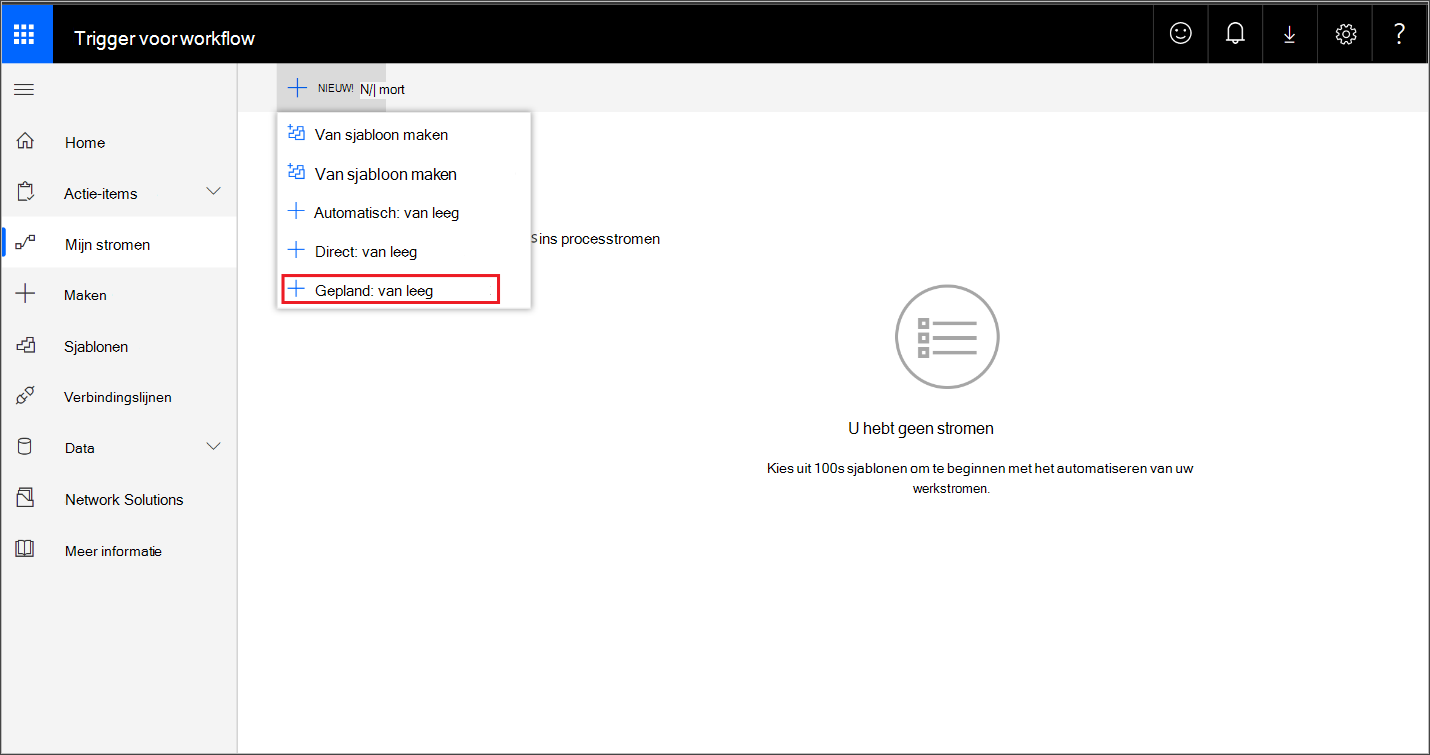 Trigger voor workflow
?
NIEUW! N/| mort
Van sjabloon maken
Van sjabloon maken
Automatisch: van leeg
Direct: van leeg
Gepland: van leeg
Home
Actie-items
Mijn stromen
Maken
Sjablonen
Verbindingslijnen
Data
Network Solutions
Meer informatie
sins processtromen
U hebt geen stromen
Kies uit 100s sjablonen om te beginnen met het automatiseren van uw
werkstromen.